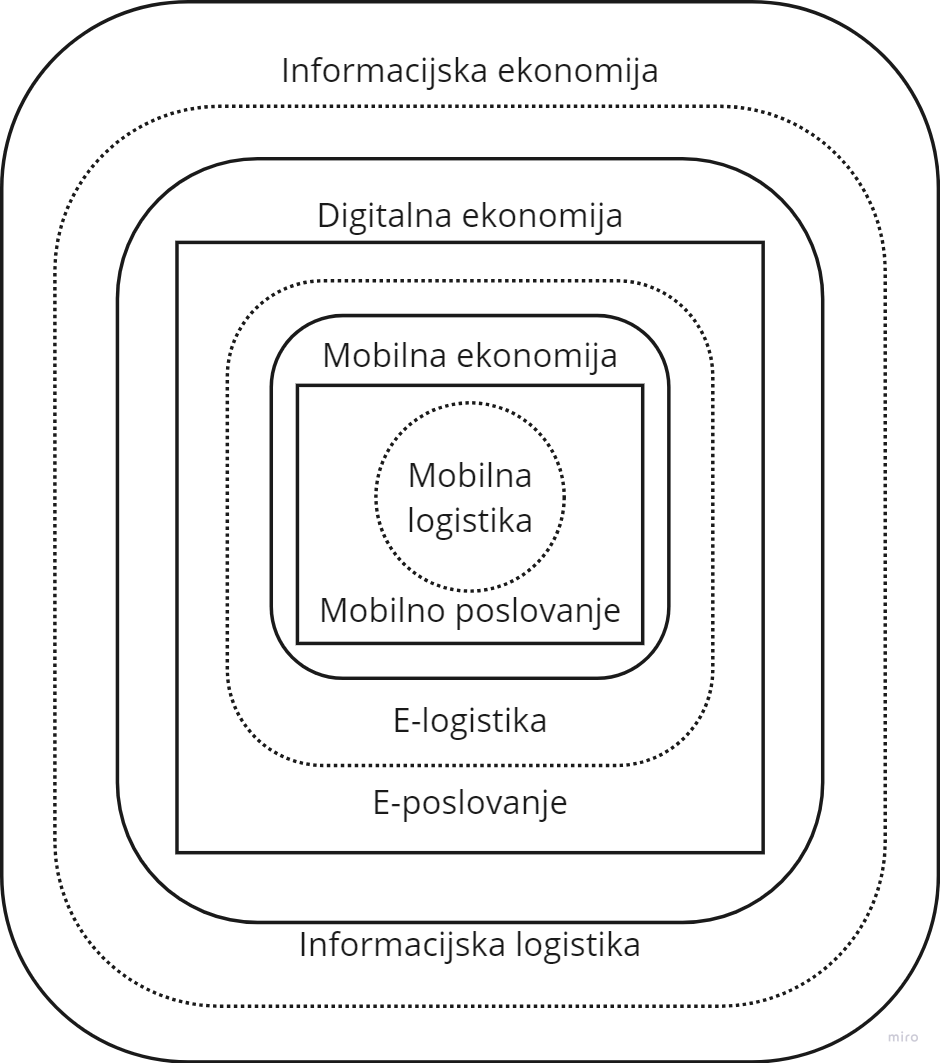 Informacijska ekonomija
Digitalna ekonomija
Mobilna ekonomija
Mobilna
logistika
Mobilno poslovanje
E-logistika
E-poslovanje
Informacijska logistika
miro